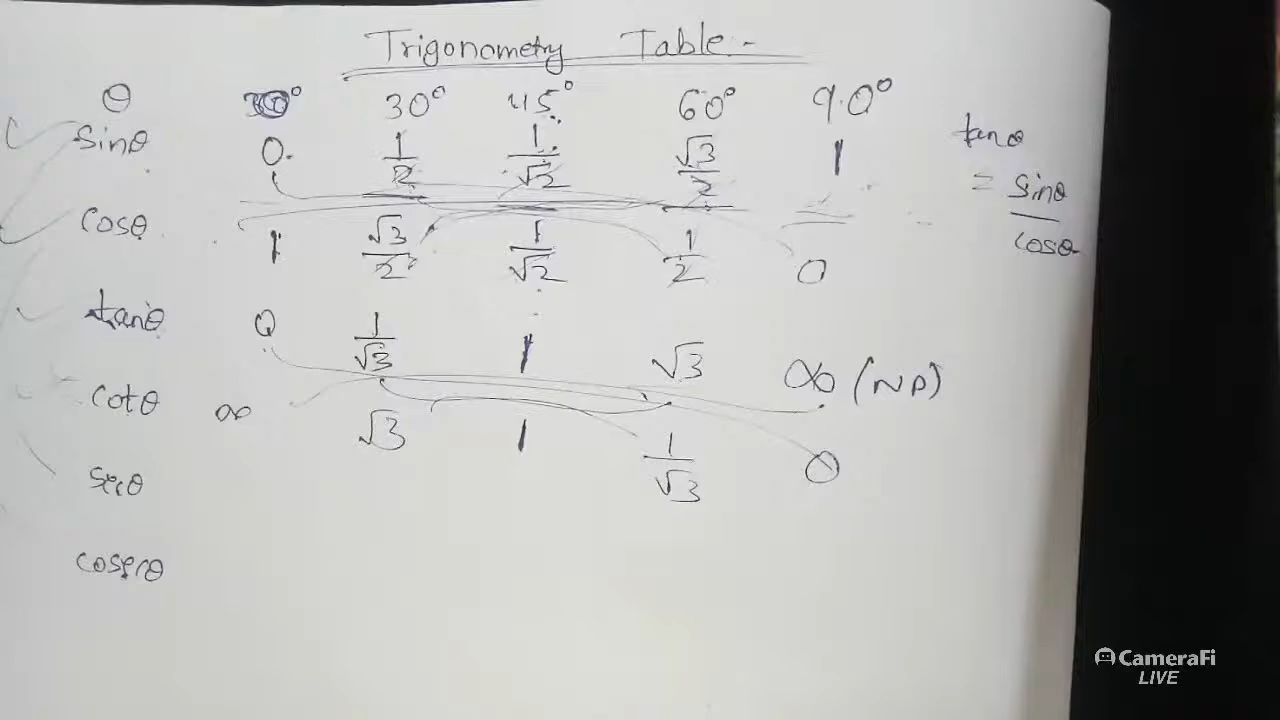 Trigonometry Table -
θ 0° 30° 45° 60° 90°
sinθ 0 1/2 1/√2 √3/2 1
cosθ 1 √3/2 1/√2 1/2 0
tanθ 0 1/√3 1 √3 ∞ (ND)
cotθ ∞ √3 1 1/√3 0
secθ
cosecθ
tanθ
= sinθ/cosθ
CameraFi
LIVE